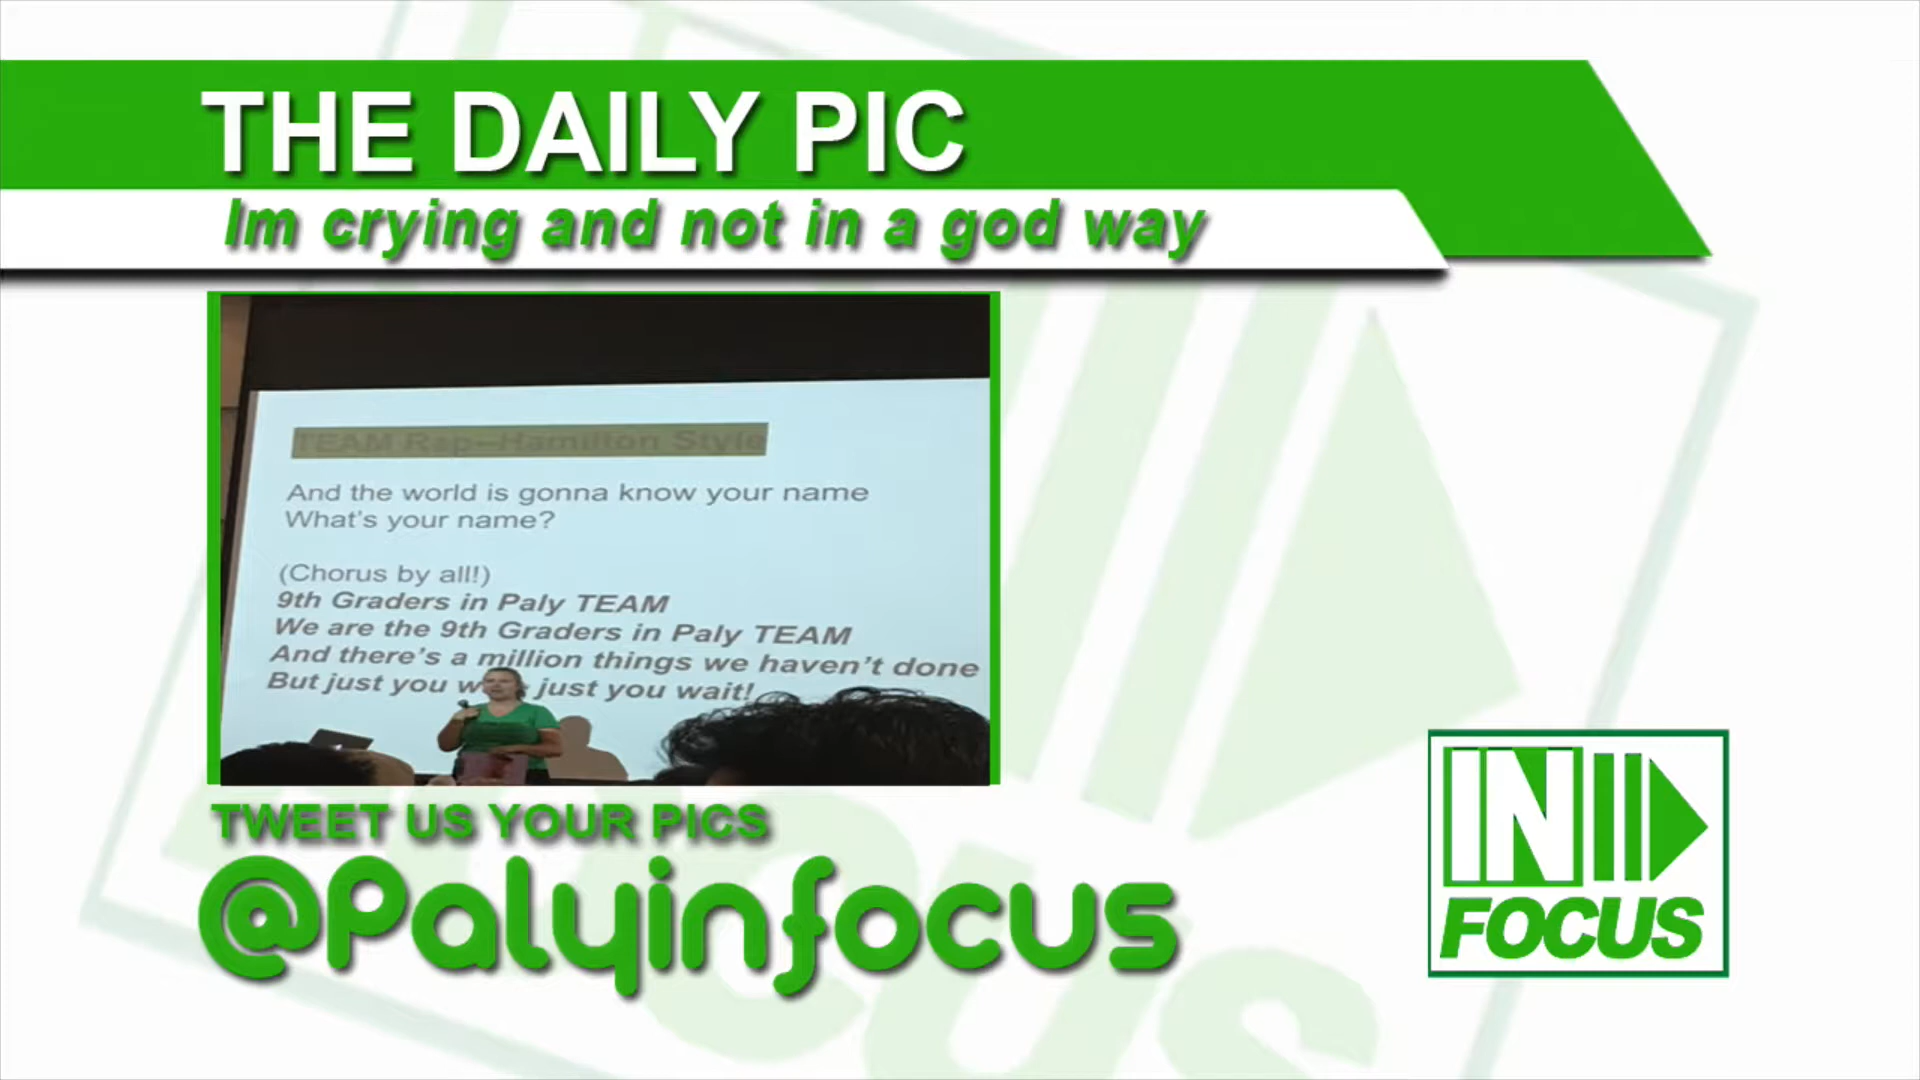 THE DAILY PIC
Im crying and not in a god way
TEAM Rap–Hamilton Style
And the world is gonna know your name
What's your name?
(Chorus by all!)
9th Graders in Paly TEAM
We are the 9th Graders in Paly TEAM
And there's a million things we haven't done
But just you just you wait!
TWEET US YOUR PICS
@Palyinfocus
IN
FOCUS